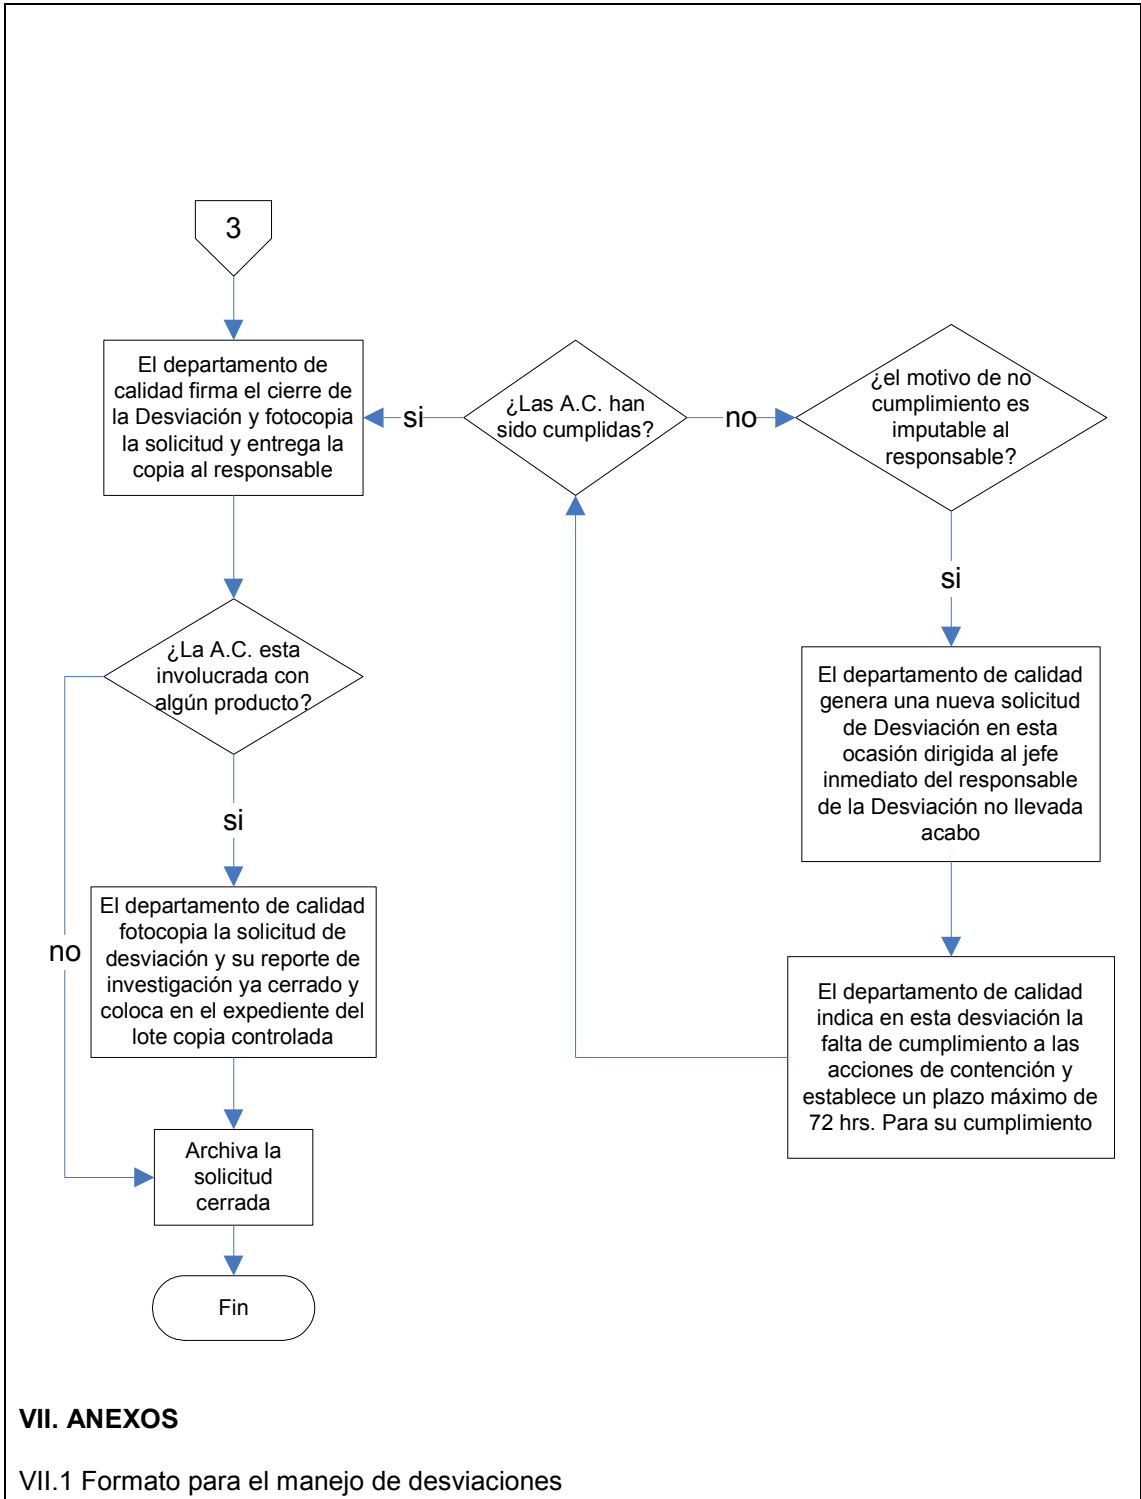 3
El departamento de
calidad firma el cierre de
la Desviación y fotocopia
la solicitud y entrega la
copia al responsable
si
¿Las A.C. han
sido cumplidas?
no
¿el motivo de no
cumplimiento es
imputable al
responsable?
si
¿La A.C. esta
involucrada con
algún producto?
El departamento de calidad
genera una nueva solicitud
de Desviación en esta
ocasión dirigida al jefe
inmediato del responsable
de la Desviación no llevada
acabo
si
no
El departamento de calidad
fotocopia la solicitud de
desviación y su reporte de
investigación ya cerrado y
coloca en el expediente del
lote copia controlada
El departamento de calidad
indica en esta desviación la
falta de cumplimiento a las
acciones de contención y
establece un plazo máximo de
72 hrs. Para su cumplimiento
Archiva la
solicitud
cerrada
Fin
VII. ANEXOS
VII.1 Formato para el manejo de desviaciones